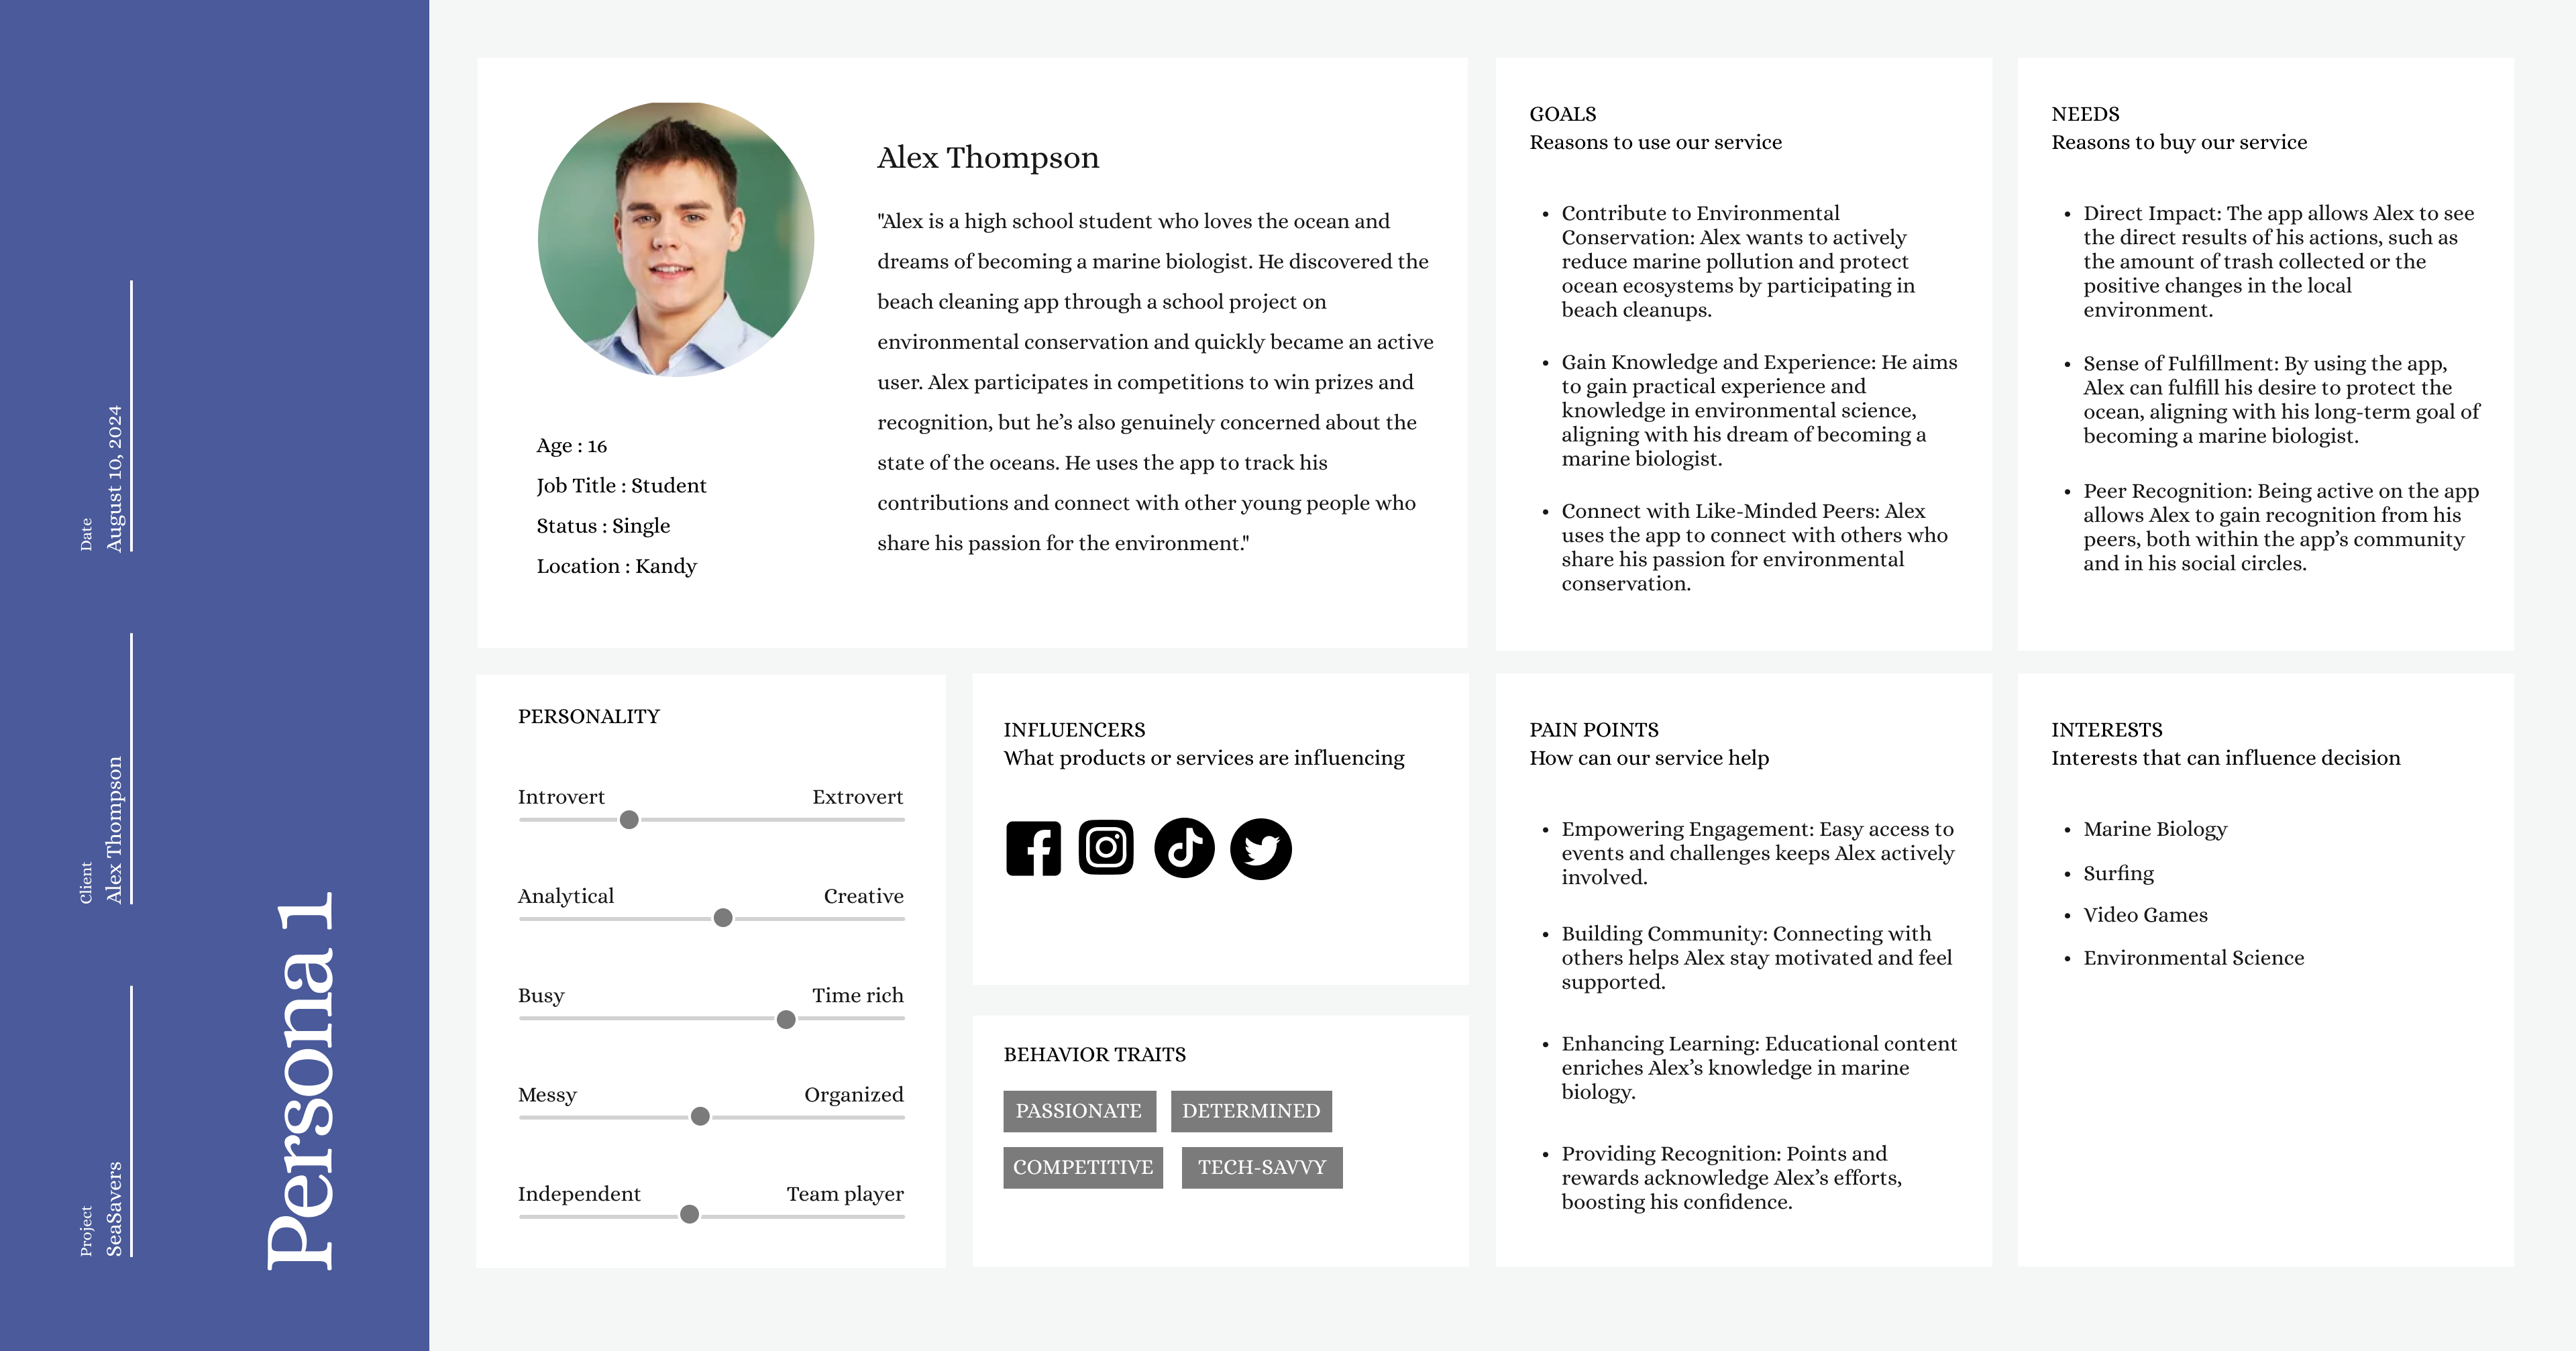 Date
August 10, 2024
Client
Alex Thompson
Project
SeaSavers
Persona 1
Alex Thompson
"Alex is a high school student who loves the ocean and
dreams of becoming a marine biologist. He discovered the
beach cleaning app through a school project on
environmental conservation and quickly became an active
user. Alex participates in competitions to win prizes and
recognition, but he’s also genuinely concerned about the
state of the oceans. He uses the app to track his
contributions and connect with other young people who
share his passion for the environment."
Age : 16
Job Title : Student
Status : Single
Location : Kandy
GOALS
Reasons to use our service
• Contribute to Environmental
Conservation: Alex wants to actively
reduce marine pollution and protect
ocean ecosystems by participating in
beach cleanups.
• Gain Knowledge and Experience: He aims
to gain practical experience and
knowledge in environmental science,
aligning with his dream of becoming a
marine biologist.
• Connect with Like-Minded Peers: Alex
uses the app to connect with others who
share his passion for environmental
conservation.
NEEDS
Reasons to buy our service
• Direct Impact: The app allows Alex to see
the direct results of his actions, such as
the amount of trash collected or the
positive changes in the local
environment.
• Sense of Fulfillment: By using the app,
Alex can fulfill his desire to protect the
ocean, aligning with his long-term goal of
becoming a marine biologist.
• Peer Recognition: Being active on the app
allows Alex to gain recognition from his
peers, both within the app’s community
and in his social circles.
PERSONALITY
Introvert Extrovert
Analytical Creative
Busy Time rich
Messy Organized
Independent Team player
INFLUENCERS
What products or services are influencing
BEHAVIOR TRAITS
PASSIONATE DETERMINED
COMPETITIVE TECH-SAVVY
PAIN POINTS
How can our service help
• Empowering Engagement: Easy access to
events and challenges keeps Alex actively
involved.
• Building Community: Connecting with
others helps Alex stay motivated and feel
supported.
• Enhancing Learning: Educational content
enriches Alex’s knowledge in marine
biology.
• Providing Recognition: Points and
rewards acknowledge Alex’s efforts,
boosting his confidence.
INTERESTS
Interests that can influence decision
• Marine Biology
• Surfing
• Video Games
• Environmental Science